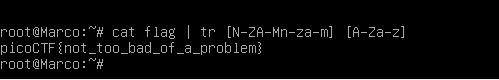 root@Marco:~# cat flag | tr [N-ZA-Mn-za-m] [A-Za-z]
picoCTF{not_too_bad_of_a_problem}
root@Marco:~#